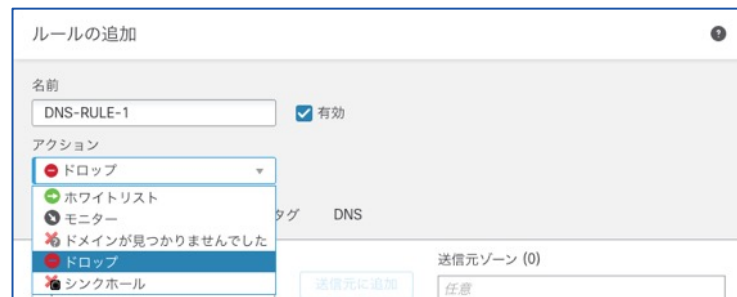 ルールの追加
名前
DNS-RULE-1
有効
アクション
ドロップ
ホワイトリスト
モニター
タグ DNS
ドメインが見つかりませんでした
ドロップ
送信元ゾーン (0)
シンクホール
送信元に追加
任意